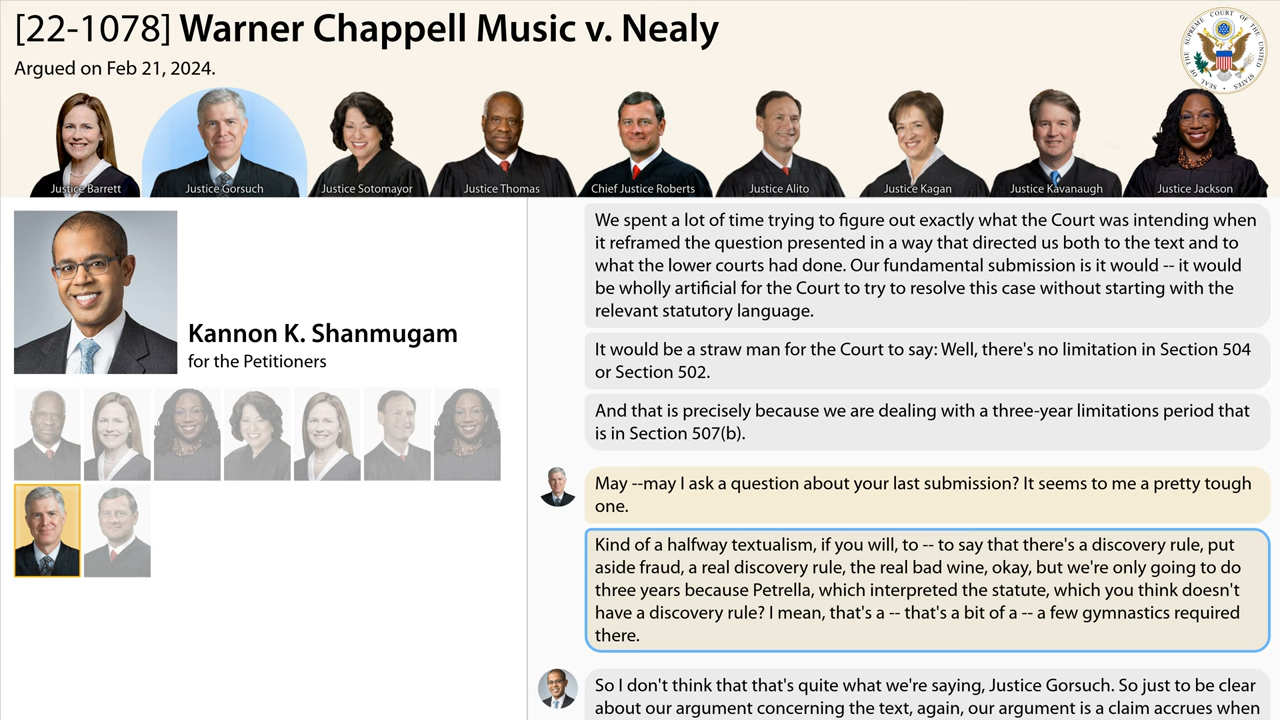 [22-1078] Warner Chappell Music v. Nealy
Argued on Feb 21, 2024.
SUPREME COURT OF THE UNITED STATES
SEAL OF THE
Justice Barrett
Justice Gorsuch
Justice Sotomayor
Justice Thomas
Chief Justice Roberts
Justice Alito
Justice Kagan
Justice Kavanaugh
Justice Jackson
Kannon K. Shanmugam
for the Petitioners
We spent a lot of time trying to figure out exactly what the Court was intending when
it reframed the question presented in a way that directed us both to the text and to
what the lower courts had done. Our fundamental submission is it would -- it would
be wholly artificial for the Court to try to resolve this case without starting with the
relevant statutory language.
It would be a straw man for the Court to say: Well, there's no limitation in Section 504
or Section 502.
And that is precisely because we are dealing with a three-year limitations period that
is in Section 507(b).
May --may I ask a question about your last submission? It seems to me a pretty tough
one.
Kind of a halfway textualism, if you will, to -- to say that there's a discovery rule, put
aside fraud, a real discovery rule, the real bad wine, okay, but we're only going to do
three years because Petrella, which interpreted the statute, which you think doesn't
have a discovery rule? I mean, that's a -- that's a bit of a -- a few gymnastics required
there.
So I don't think that that's quite what we're saying, Justice Gorsuch. So just to be clear
about our argument concerning the text, again, our argument is a claim accrues when